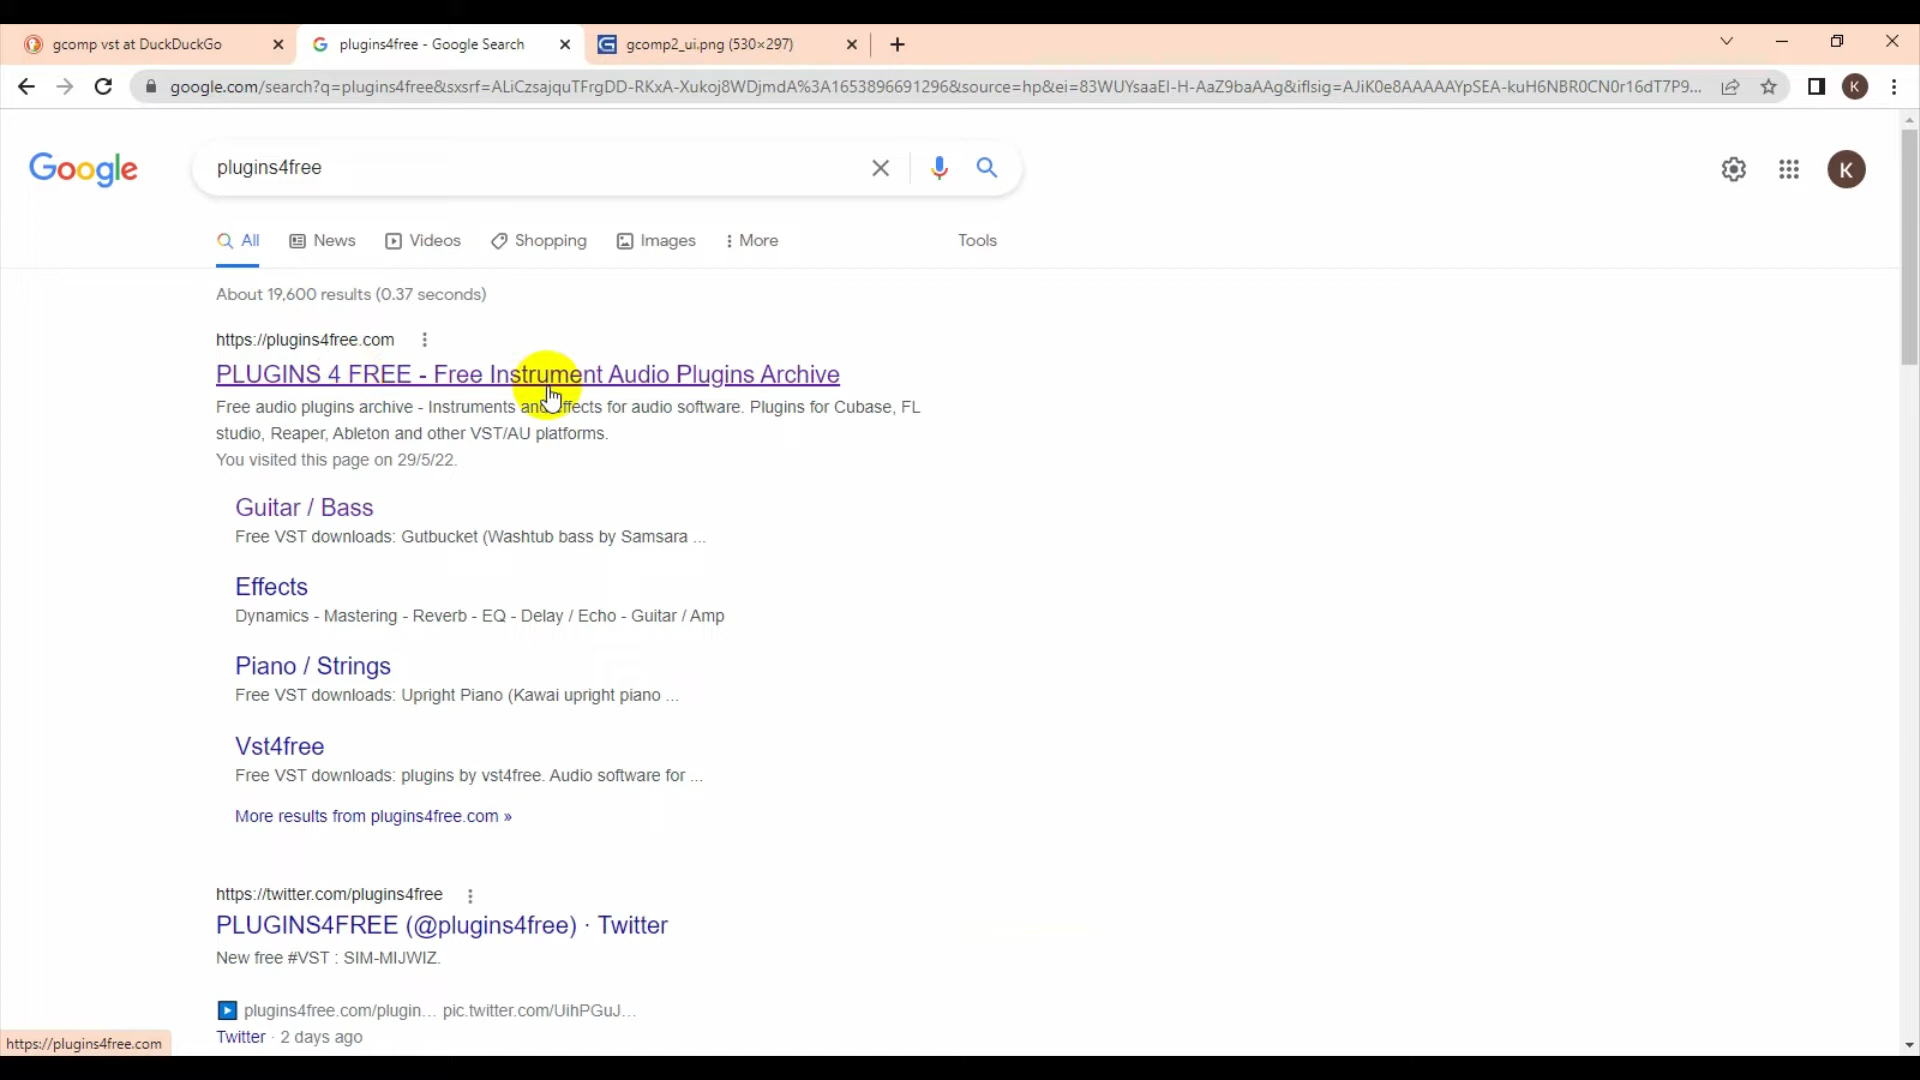 gcomp vst at DuckDuckGo
plugins4free - Google Search
gcomp2_ui.png (530×297)
google.com/search?q=plugins4free&sxsrf=ALiCzsajquTFrgDD-RKxA-Xukoj8WDjmdA%3A1653896691296&source=hp&ei=83WUYsaaEI-H-AaZ9baAAg&iflsig=AJiK0e8AAAAAYpSEA-kuH6NBR0CN0r16dT7P9...
K
Google
plugins4free
K
All
News
Videos
Shopping
Images
More
Tools
About 19,600 results (0.37 seconds)
https://plugins4free.com
PLUGINS 4 FREE - Free Instrument Audio Plugins Archive
Free audio plugins archive - Instruments and effects for audio software. Plugins for Cubase, FL
studio, Reaper, Ableton and other VST/AU platforms.
You visited this page on 29/5/22.
Guitar / Bass
Free VST downloads: Gutbucket (Washtub bass by Samsara ...
Effects
Dynamics - Mastering - Reverb - EQ - Delay / Echo - Guitar / Amp
Piano / Strings
Free VST downloads: Upright Piano (Kawai upright piano ...
Vst4free
Free VST downloads: plugins by vst4free. Audio software for ...
More results from plugins4free.com »
https://twitter.com/plugins4free
PLUGINS4FREE (@plugins4free) · Twitter
New free #VST : SIM-MIJWIZ.
plugins4free.com/plugin... pic.twitter.com/UihPGuJ...
Twitter · 2 days ago
https://plugins4free.com